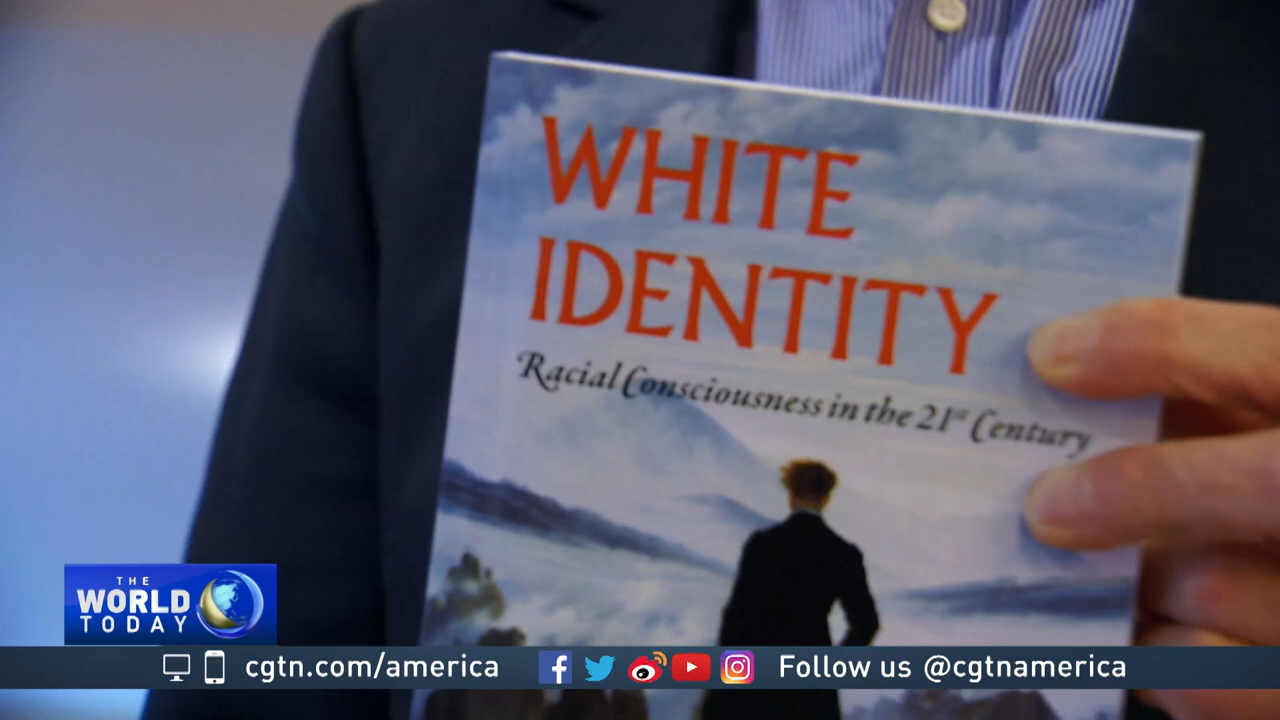 WHITE
IDENTITY
Racial Consciousness in the 21st Century
THE
WORLD
TODAY
cgtn.com/america
Follow us @cgtnamerica